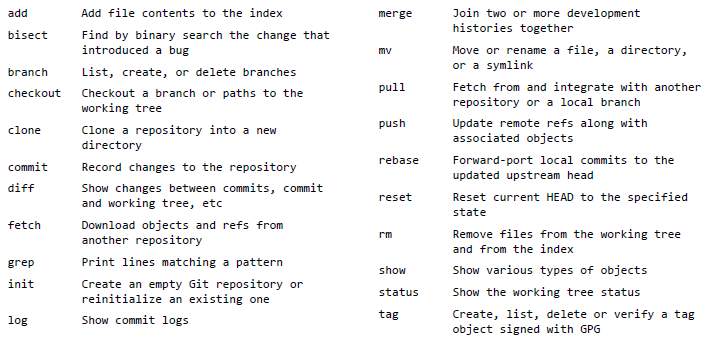 add Add file contents to the index
bisect Find by binary search the change that
introduced a bug
branch List, create, or delete branches
checkout Checkout a branch or paths to the
working tree
clone Clone a repository into a new
directory
commit Record changes to the repository
diff Show changes between commits, commit
and working tree, etc
fetch Download objects and refs from
another repository
grep Print lines matching a pattern
init Create an empty Git repository or
reinitialize an existing one
log Show commit logs
merge Join two or more development
histories together
mv Move or rename a file, a directory,
or a symlink
pull Fetch from and integrate with another
repository or a local branch
push Update remote refs along with
associated objects
rebase Forward-port local commits to the
updated upstream head
reset Reset current HEAD to the specified
state
rm Remove files from the working tree
and from the index
show Show various types of objects
status Show the working tree status
tag Create, list, delete or verify a tag
object signed with GPG